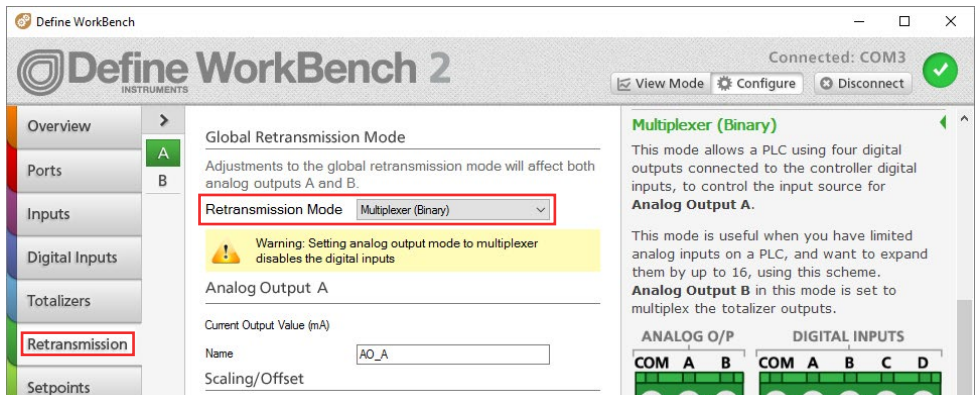 Define WorkBench
Define WorkBench 2
INSTRUMENTS
Connected: COM3
View Mode
Configure
Disconnect
Overview
Ports
Inputs
Digital Inputs
Totalizers
Retransmission
Setpoints
A
B
Global Retransmission Mode
Adjustments to the global retransmission mode will affect both
analog outputs A and B.
Retransmission Mode Multiplexer (Binary)
Warning: Setting analog output mode to multiplexer
disables the digital inputs
Analog Output A
Current Output Value (mA)
Name AO_A
Scaling/Offset
Multiplexer (Binary)
This mode allows a PLC using four digital
outputs connected to the controller digital
inputs, to control the input source for
Analog Output A.
This mode is useful when you have limited
analog inputs on a PLC, and want to expand
them by up to 16, using this scheme.
Analog Output B in this mode is set to
multiplex the totalizer outputs.
ANALOG O/P DIGITAL INPUTS
COM A B COM A B C D